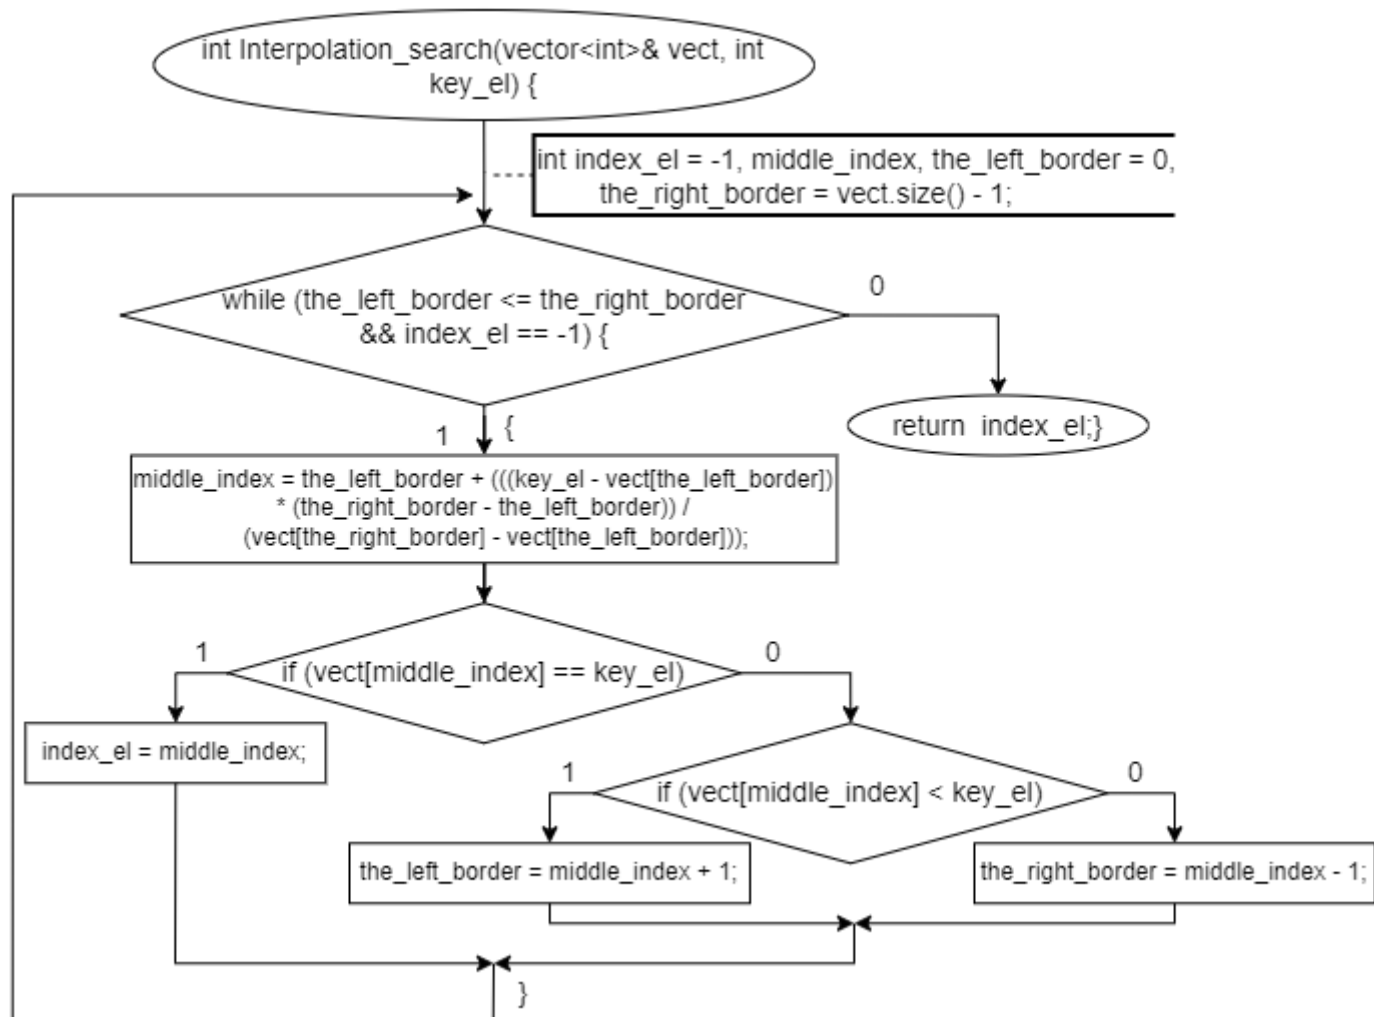 int Interpolation_search(vector<int>& vect, int
key_el) {
int index_el = -1, middle_index, the_left_border = 0,
the_right_border = vect.size() - 1;
while (the_left_border <= the_right_border
&& index_el == -1) {
0
return  index_el;}
1
{
middle_index = the_left_border + (((key_el - vect[the_left_border])
* (the_right_border - the_left_border)) /
(vect[the_right_border] - vect[the_left_border]));
1
if (vect[middle_index] == key_el)
0
index_el = middle_index;
1
if (vect[middle_index] < key_el)
0
the_left_border = middle_index + 1;
the_right_border = middle_index - 1;
}